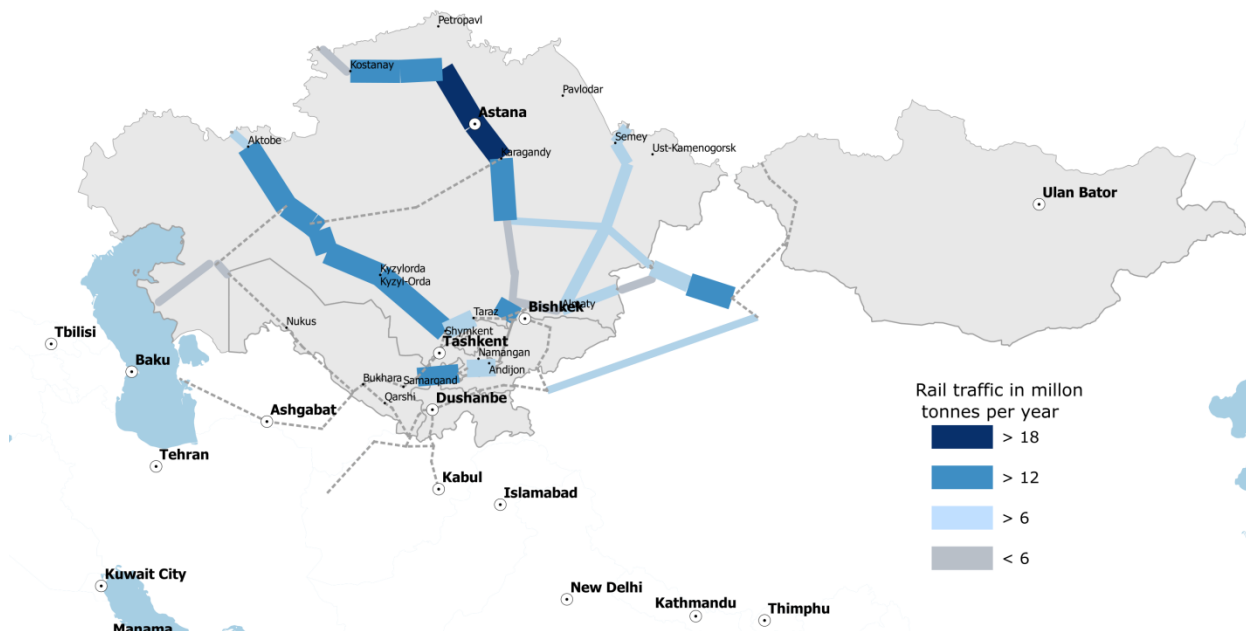 Petropavl
Kostanay
Pavlodar
Astana
Semey
Aktobe
Karagandy
Ust-Kamenogorsk
Ulan Bator
Kyzylorda
Kyzyl-Orda
Almaty
Taraz
Bishkek
Nukus
Shymkent
Tbilisi
Tashkent
Namangan
Baku
Andijon
Bukhara
Samarqand
Qarshi
Dushanbe
Ashgabat
Rail traffic in millon
tonnes per year
> 18
> 12
> 6
< 6
Tehran
Kabul
Islamabad
Kuwait City
New Delhi
Kathmandu
Thimphu
Manama